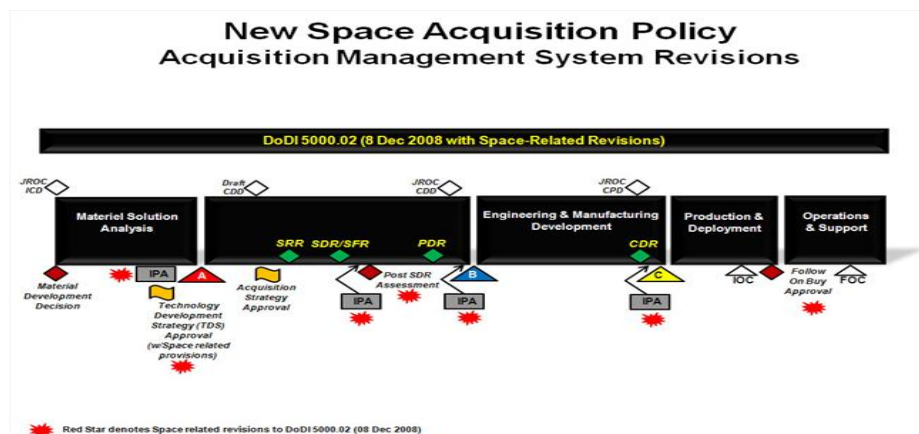 New Space Acquisition Policy
Acquisition Management System Revisions
DoDI 5000.02 (8 Dec 2008 with Space-Related Revisions)
JROC
ICD
Draft
CDD
JROC
CDD
JROC
CPD
Materiel Solution
Analysis
Engineering & Manufacturing
Development
Production &
Deployment
Operations
& Support
SRR
SDR/SFR
PDR
CDR
IPA
A
B
C
Material
Development
Decision
Technology
Development
Strategy (TDS)
Approval
(w/Space related
provisions)
Acquisition
Strategy
Approval
IPA
Post SDR
Assessment
IPA
IPA
IOC
Follow
On Buy
Approval
FOC
Red Star denotes Space related revisions to DoDI 5000.02 (08 Dec 2008)